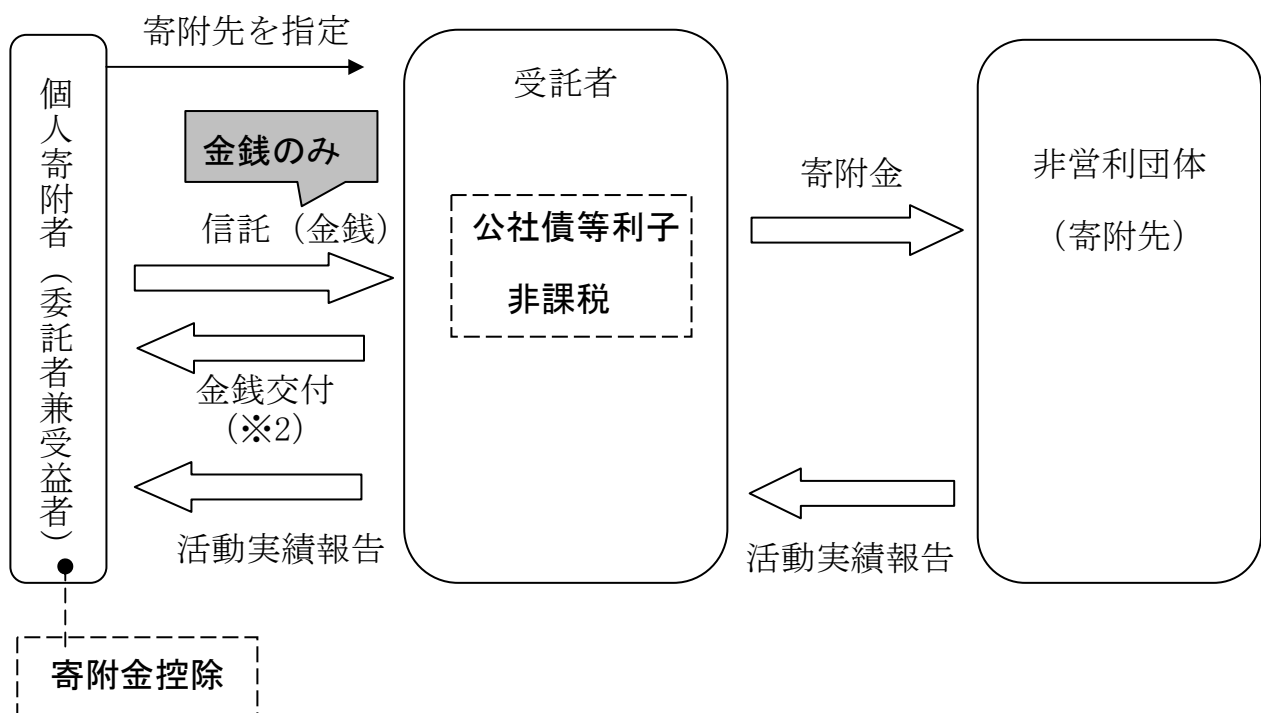 寄附先を指定
個人寄附者（委託者兼受益者）
金銭のみ
信託（金銭）
金銭交付
(※2)
活動実績報告
寄附金控除
受託者
公社債等利子
非課税
寄附金
活動実績報告
非営利団体
（寄附先）